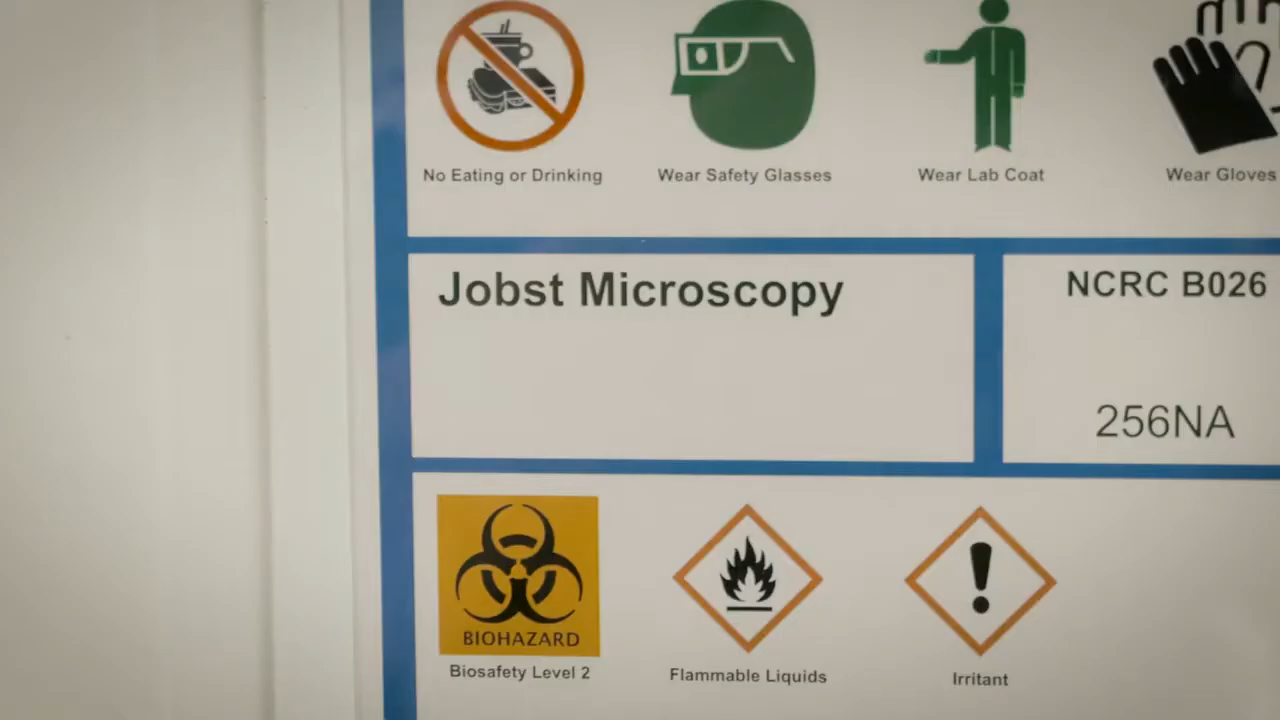 No Eating or Drinking
Wear Safety Glasses
Wear Lab Coat
Wear Gloves
Jobst Microscopy
NCRC B026
256NA
BIOHAZARD
Biosafety Level 2
Flammable Liquids
Irritant